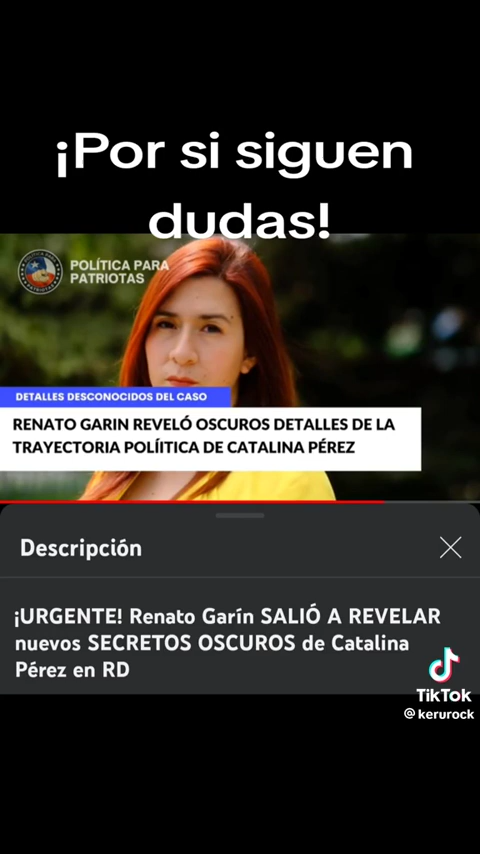 ¡Por si siguen
dudas!
POLÍTICA PARA
PATRIOTAS
DETALLES DESCONOCIDOS DEL CASO
RENATO GARIN REVELÓ OSCUROS DETALLES DE LA
TRAYECTORIA POLÍITICA DE CATALINA PÉREZ
Descripción
¡URGENTE! Renato Garín SALIÓ A REVELAR
nuevos SECRETOS OSCUROS de Catalina
Pérez en RD
TikTok
@kerurock